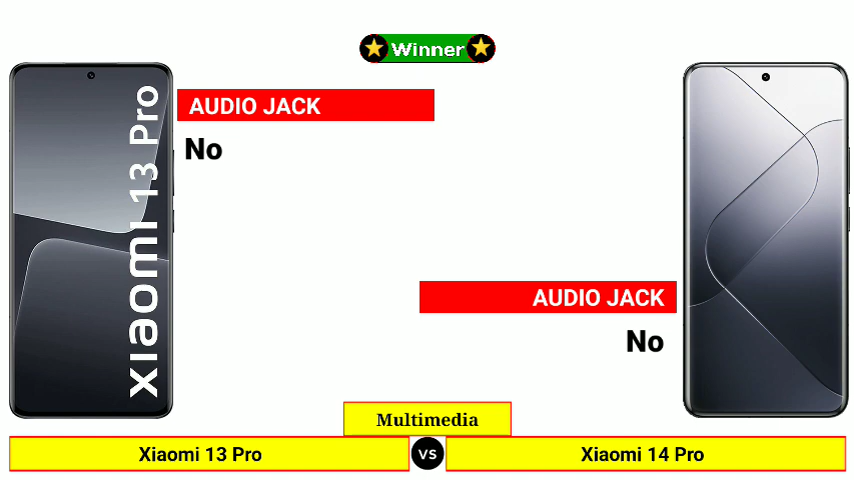 Winner
Xiaomi 13 Pro
AUDIO JACK
No
AUDIO JACK
No
Multimedia
Xiaomi 13 Pro
VS
Xiaomi 14 Pro